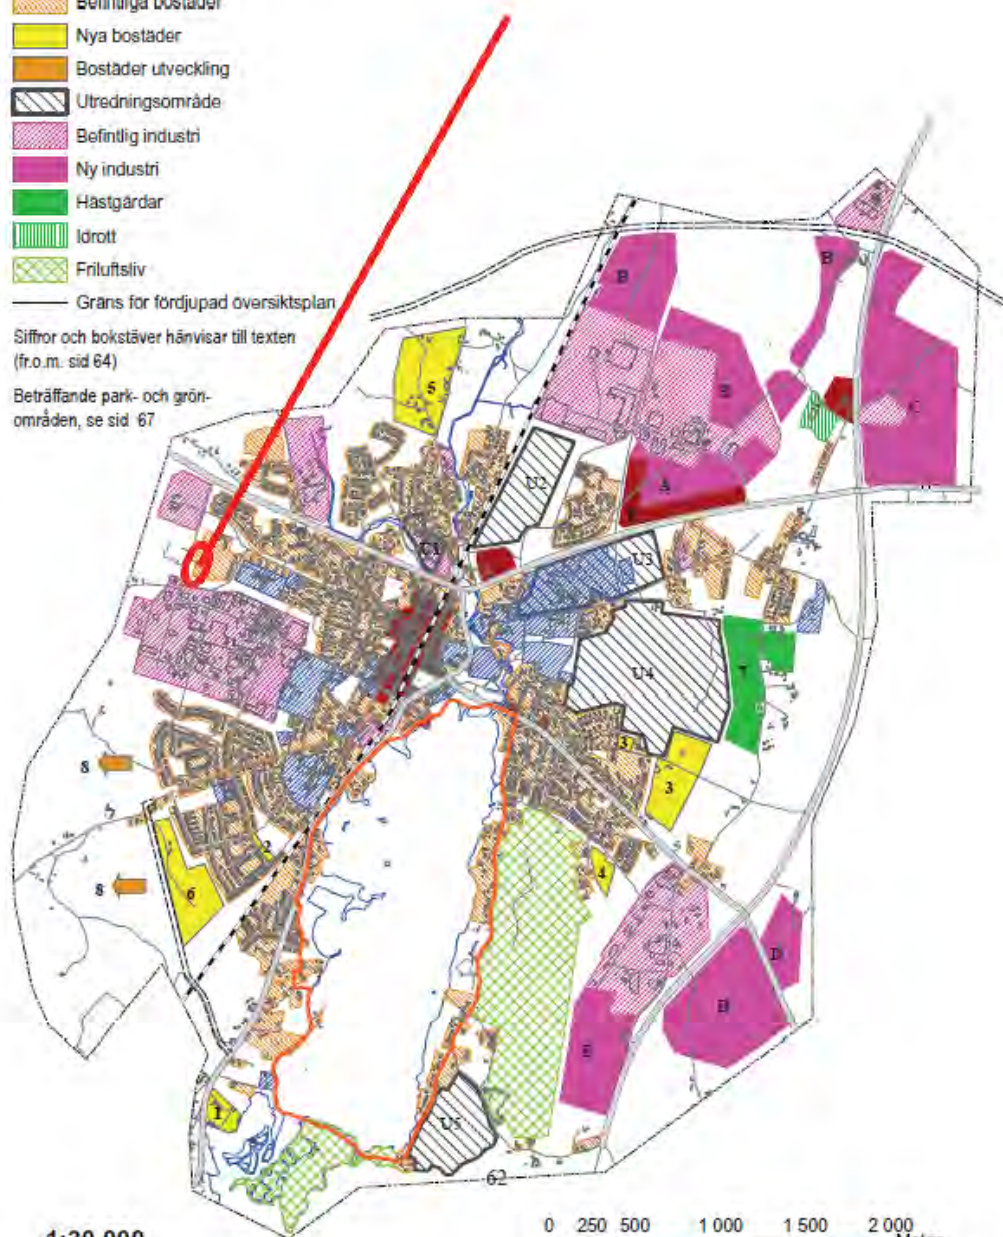 Befintliga bostäder
Nya bostäder
Bostäder utveckling
Utredningsområde
Befintlig industri
Ny industri
Hästgårdar
Idrott
Friluftsliv
Gräns för fördjupad översiktsplan
Siffror och bokstäver hänvisar till texten
(fr.o.m. sid 64)
Beträffande park- och grön-
områden, se sid 67
B
B
5
B
C
U2
A
U1
U3
U4
7
3
3
8
2
4
8
6
D
B
E
1
U5
62
1:20 000
0 250 500 1 000 1 500 2 000